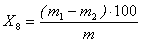 X₈ = (m₁ − m₂) · 100 / m